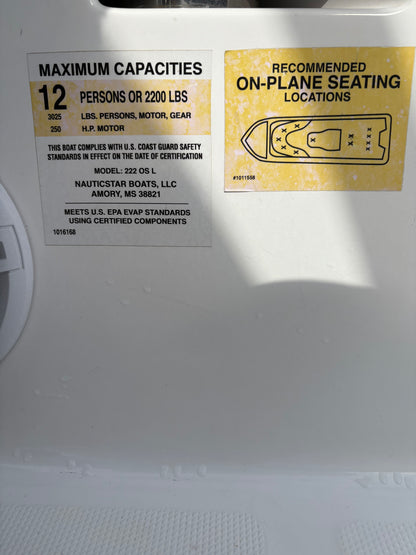 MAXIMUM CAPACITIES
12 PERSONS OR 2200 LBS
3025 LBS. PERSONS, MOTOR, GEAR
250 H.P. MOTOR
THIS BOAT COMPLIES WITH U.S. COAST GUARD SAFETY
STANDARDS IN EFFECT ON THE DATE OF CERTIFICATION
MODEL: 222 OS L
NAUTICSTAR BOATS, LLC
AMORY, MS 38821
MEETS U.S. EPA EVAP STANDARDS
USING CERTIFIED COMPONENTS
1016168
RECOMMENDED
ON-PLANE SEATING
LOCATIONS
#1011558